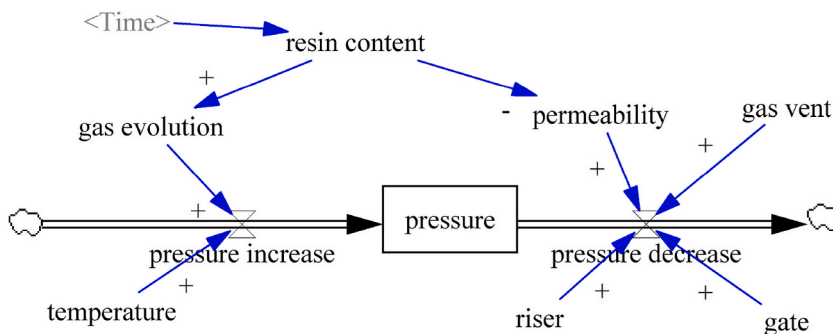 <Time>
resin content
+
-
gas evolution
permeability
gas vent
+
+
+
pressure
pressure increase
pressure decrease
+
+
+
temperature
riser
gate